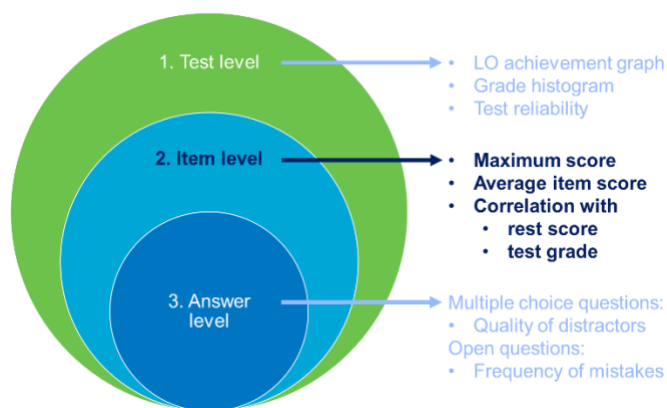 1. Test level
• LO achievement graph
• Grade histogram
• Test reliability
2. Item level
• Maximum score
• Average item score
• Correlation with
• rest score
• test grade
3. Answer
level
Multiple choice questions:
• Quality of distractors
Open questions:
• Frequency of mistakes